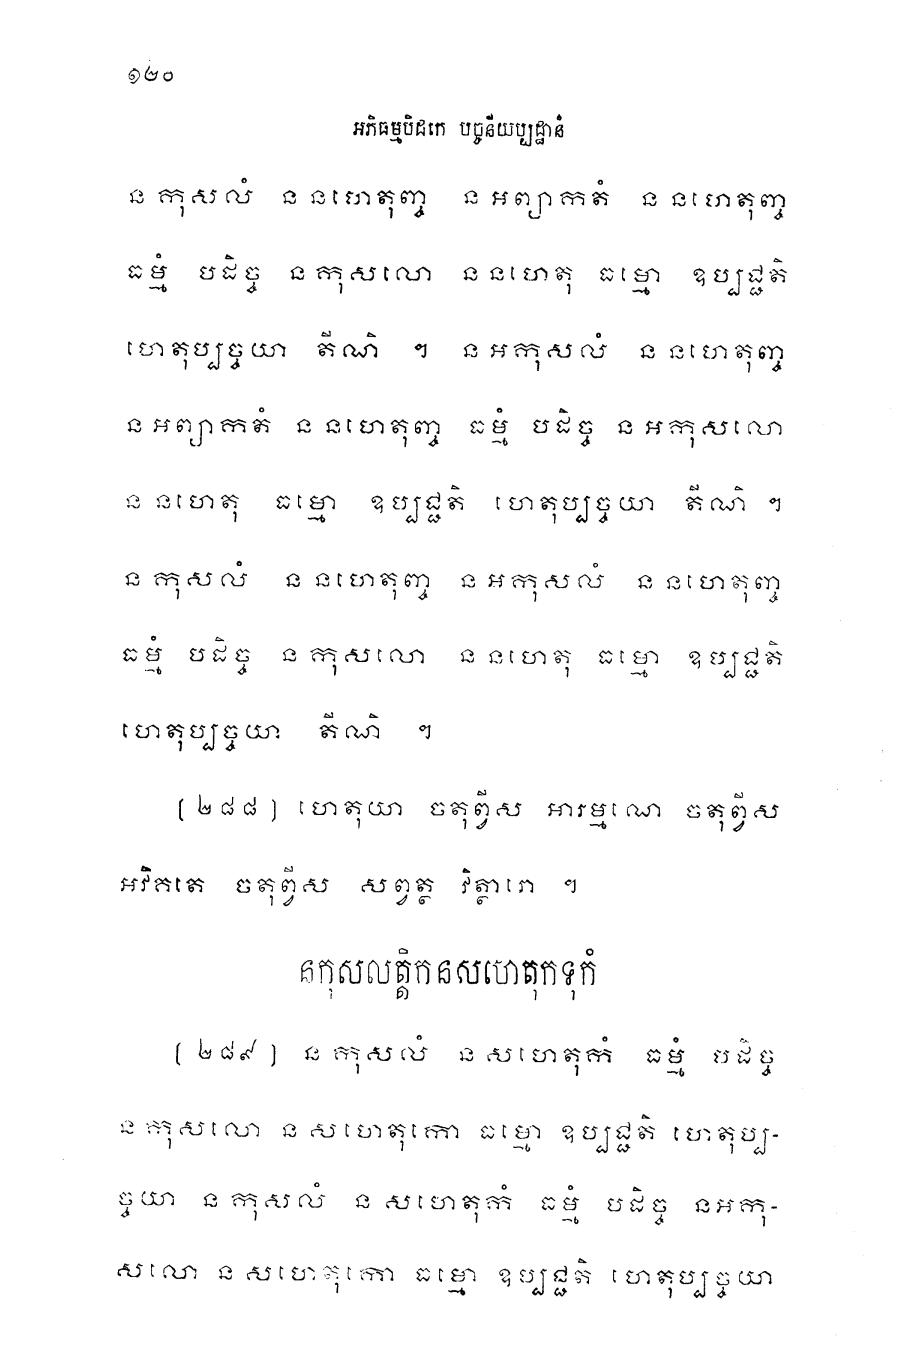 ១២០
អភិធម្មបិដកេ បច្ចនីយប្បដ្ឋានំ
ន កុសលំ ន នហេតុញ្ច ន អព្យាកតំ ន នហេតុញ្ច
ធម្មំ បដិច្ច ន កុសលោ ន នហេតុ ធម្មោ ឧប្បជ្ជតិ
ហេតុប្បច្ចយា តីណិ ។ ន អកុសលំ ន នហេតុញ្ច
ន អព្យាកតំ ន នហេតុញ្ច ធម្មំ បដិច្ច ន អកុសលោ
ន នហេតុ ធម្មោ ឧប្បជ្ជតិ ហេតុប្បច្ចយា តីណិ ។
ន កុសលំ ន នហេតុញ្ច ន អកុសលំ ន នហេតុញ្ច
ធម្មំ បដិច្ច ន កុសលោ ន នហេតុ ធម្មោ ឧប្បជ្ជតិ
ហេតុប្បច្ចយា តីណិ ។
(២៨៨) ហេតុយា ចតុព្វីស អារម្មណេ ចតុព្វីស
អវិគតេ ចតុព្វីស សព្វត្ថ វិត្ថារោ ។
នកុសលត្តិកនសហេតុកទុកំ
(២៨៩) ន កុសលំ ន សហេតុកំ ធម្មំ បដិច្ច
ន កុសលោ ន សហេតុកោ ធម្មោ ឧប្បជ្ជតិ ហេតុប្ប-
ច្ចយា ន កុសលំ ន សហេតុកំ ធម្មំ បដិច្ច នអកុ-
សលោ ន សហេតុកោ ធម្មោ ឧប្បជ្ជតិ ហេតុប្បច្ចយា